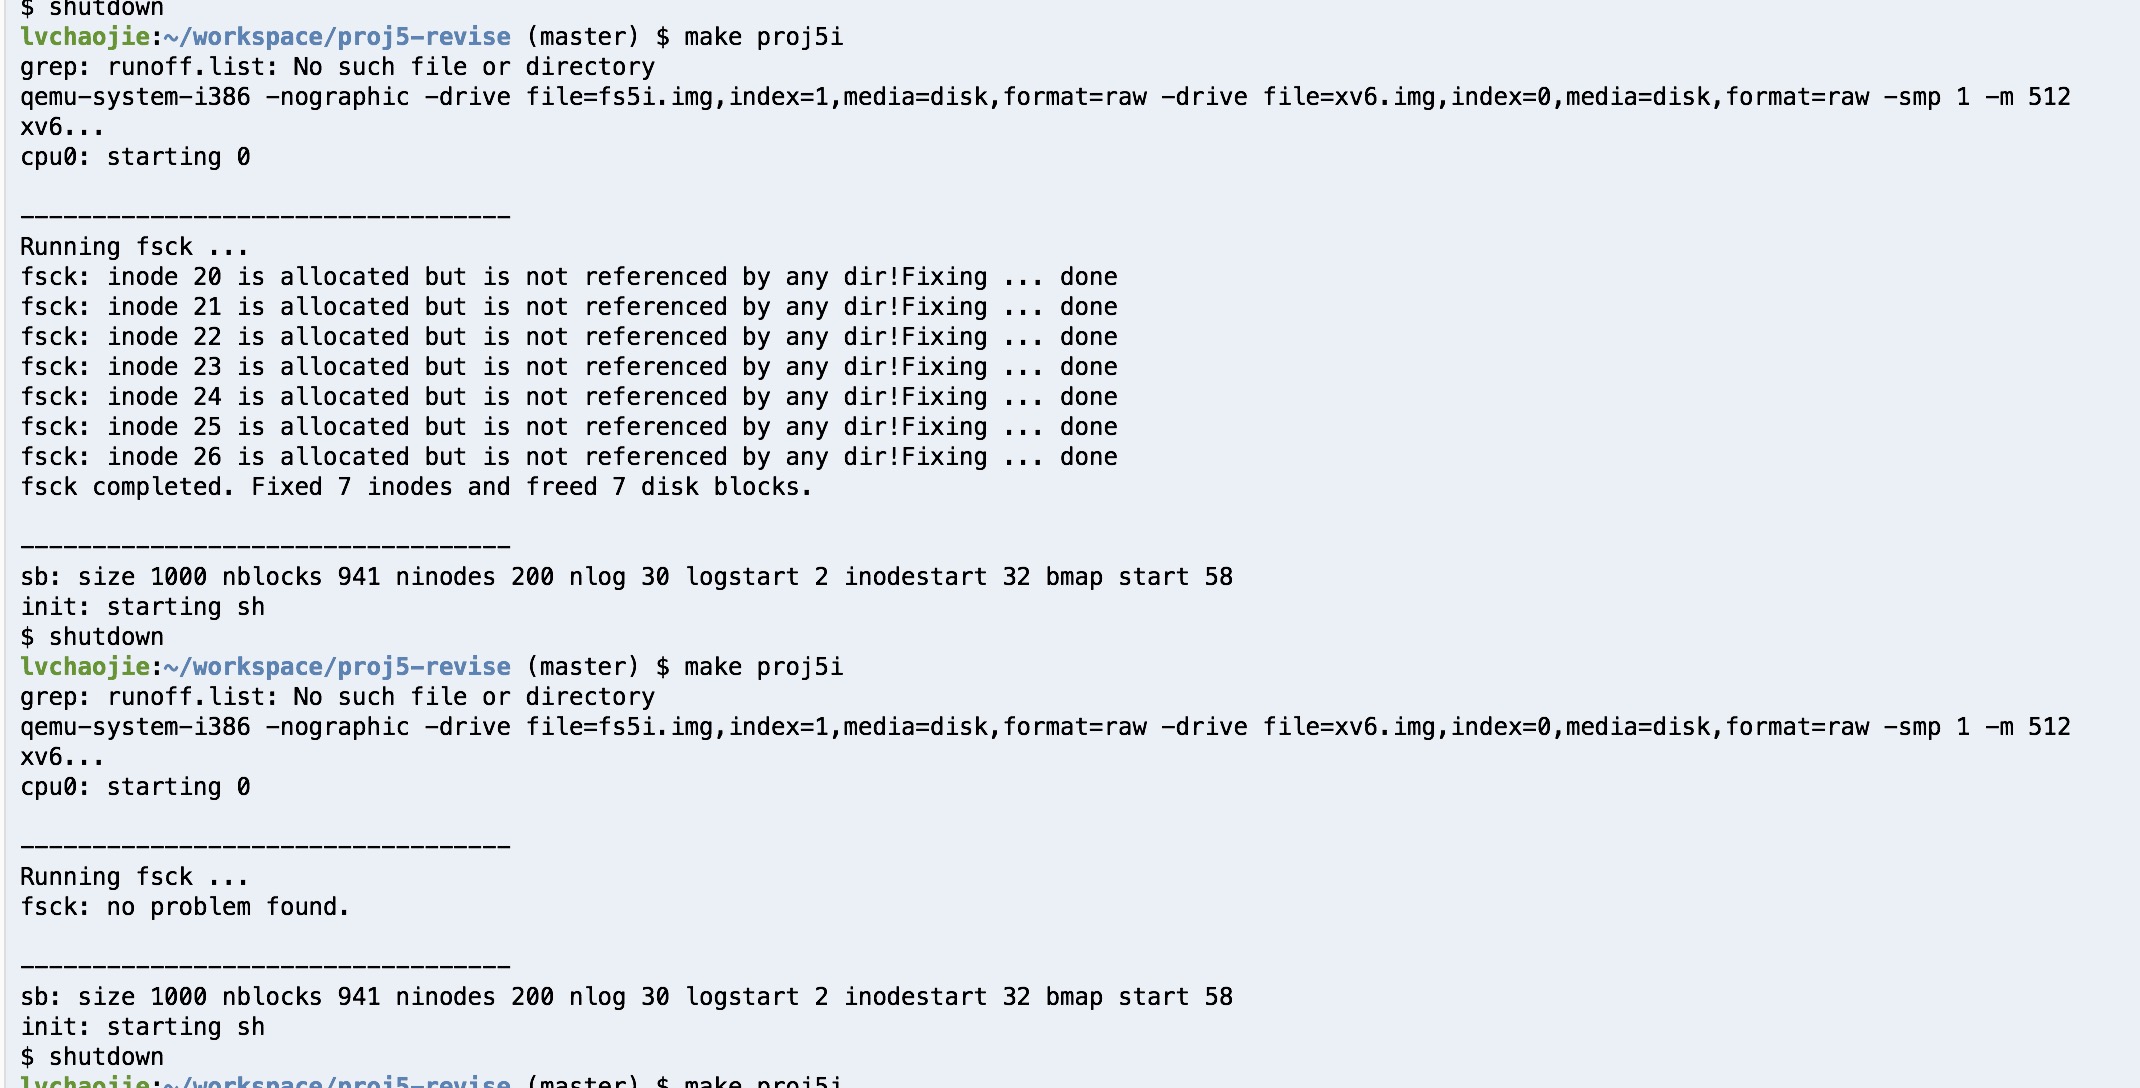 $ shutdown
lvchaojie:~/workspace/proj5-revise (master) $ make proj5i
grep: runoff.list: No such file or directory
qemu-system-i386 -nographic -drive file=fs5i.img,index=1,media=disk,format=raw -drive file=xv6.img,index=0,media=disk,format=raw -smp 1 -m 512
xv6...
cpu0: starting 0
----------------------------------
Running fsck ...
fsck: inode 20 is allocated but is not referenced by any dir!Fixing ... done
fsck: inode 21 is allocated but is not referenced by any dir!Fixing ... done
fsck: inode 22 is allocated but is not referenced by any dir!Fixing ... done
fsck: inode 23 is allocated but is not referenced by any dir!Fixing ... done
fsck: inode 24 is allocated but is not referenced by any dir!Fixing ... done
fsck: inode 25 is allocated but is not referenced by any dir!Fixing ... done
fsck: inode 26 is allocated but is not referenced by any dir!Fixing ... done
fsck completed. Fixed 7 inodes and freed 7 disk blocks.
----------------------------------
sb: size 1000 nblocks 941 ninodes 200 nlog 30 logstart 2 inodestart 32 bmap start 58
init: starting sh
$ shutdown
lvchaojie:~/workspace/proj5-revise (master) $ make proj5i
grep: runoff.list: No such file or directory
qemu-system-i386 -nographic -drive file=fs5i.img,index=1,media=disk,format=raw -drive file=xv6.img,index=0,media=disk,format=raw -smp 1 -m 512
xv6...
cpu0: starting 0
----------------------------------
Running fsck ...
fsck: no problem found.
----------------------------------
sb: size 1000 nblocks 941 ninodes 200 nlog 30 logstart 2 inodestart 32 bmap start 58
init: starting sh
$ shutdown
lvchaojie:~/workspace/proj5-revise (master) $ make proj5i